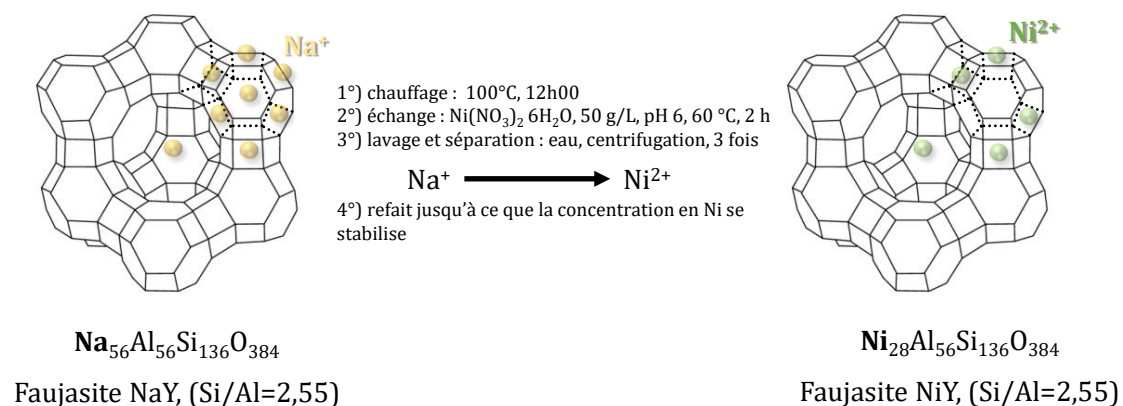 Na⁺
1°) chauffage : 100°C, 12h00
2°) échange : Ni(NO₃)₂ 6H₂O, 50 g/L, pH 6, 60 °C, 2 h
3°) lavage et séparation : eau, centrifugation, 3 fois
Na⁺ Ni²⁺
4°) refait jusqu'à ce que la concentration en Ni se
stabilise
Ni²⁺
Na₅₆Al₅₆Si₁₃₆O₃₈₄
Faujasite NaY, (Si/Al=2,55)
Ni₂₈Al₅₆Si₁₃₆O₃₈₄
Faujasite NiY, (Si/Al=2,55)